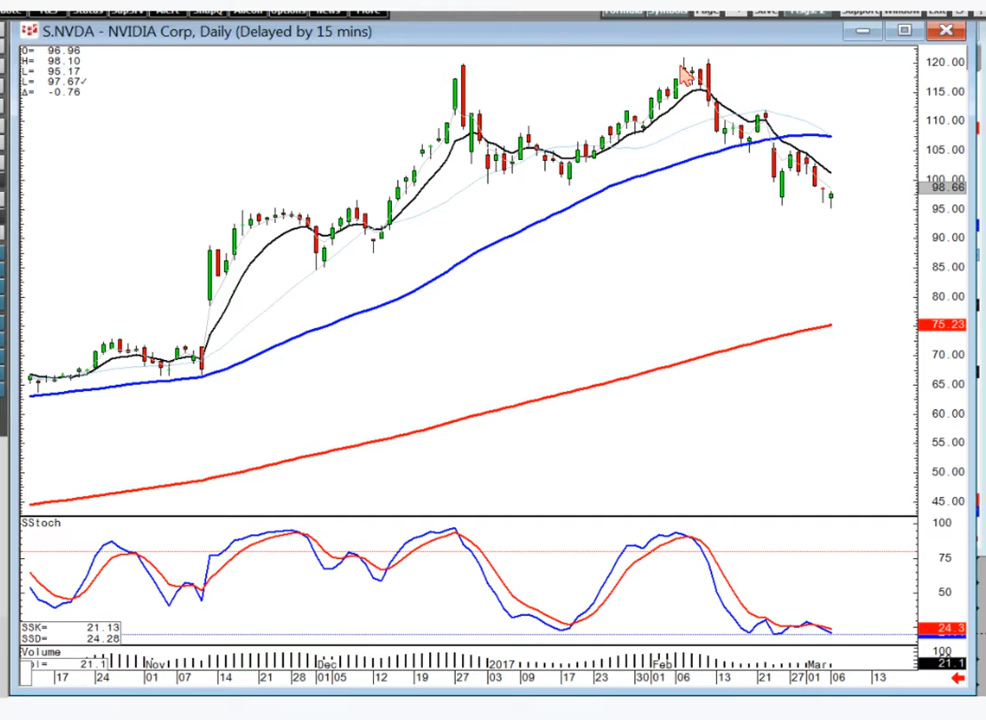 S.NVDA - NVIDIA Corp, Daily (Delayed by 15 mins)
O= 96.96
H= 98.10
L= 95.17
L= 97.67✓
Δ= -0.76
120.00
115.00
110.00
105.00
100.00
98.66
95.00
90.00
85.00
80.00
75.23
70.00
65.00
60.00
55.00
50.00
45.00
SStoch
100
75
50
24.3
SSK= 21.13
SSD= 24.28
Volume
100
21.1 Nov Dec 2017 Feb Mar 21.1
17 24 01 07 14 21 28 01 05 12 19 27 03 09 17 23 30 01 06 13 21 27 01 06 13